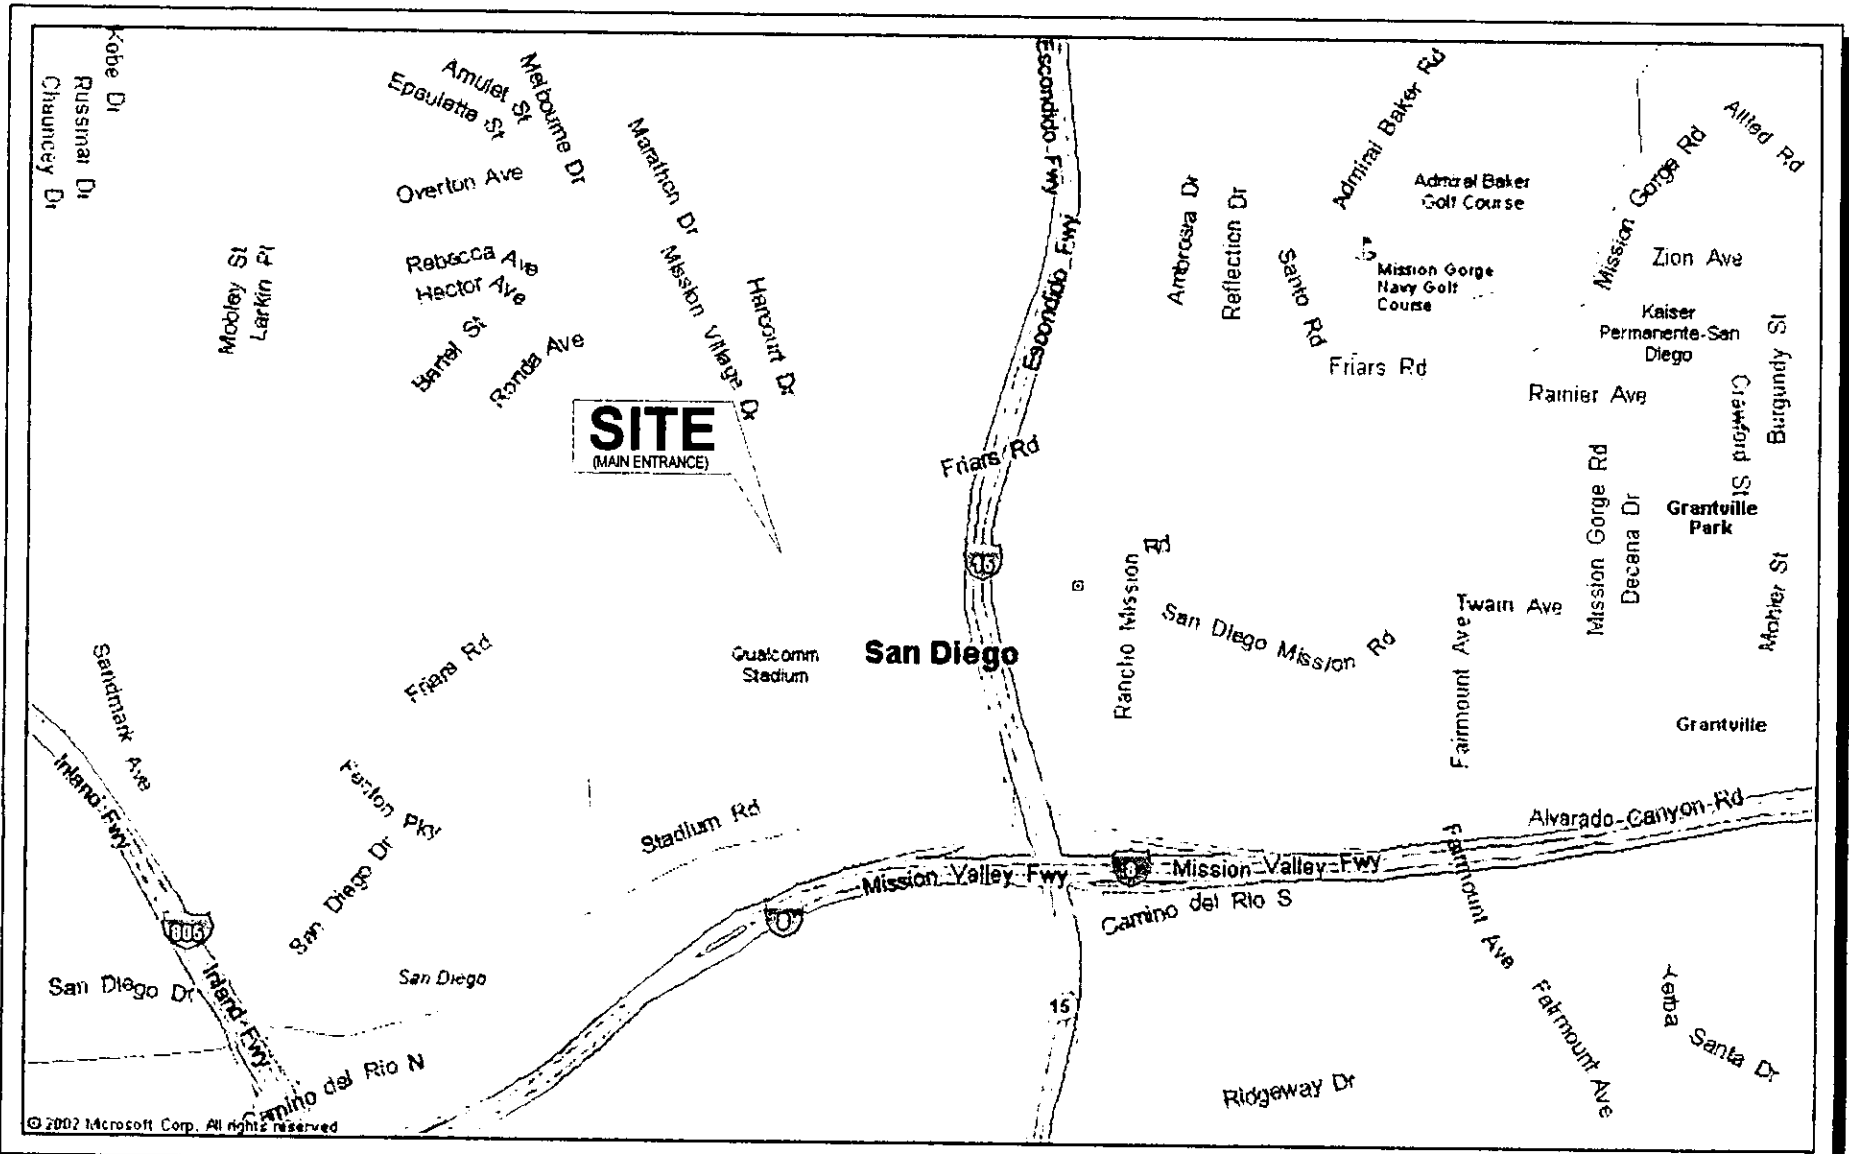 Kobe Dr
Russmar Dr
Chauncey Dr
Amulet St
Epaulette St
Melbourne Dr
Overton Ave
Marathon Dr
Rebecca Ave
Hector Ave
Mobley St
Larkin Pl
Bartel St
Ronda Ave
Mission Village Dr
Harcourt Dr
SITE
(MAIN ENTRANCE)
Escondido Fwy
Escondido Fwy
Friars Rd
15
Ambrosia Dr
Reflection Dr
Santo Rd
Admiral Baker Rd
Admiral Baker
Golf Course
Mission Gorge
Navy Golf
Course
Friars Rd
Mission Gorge Rd
Allied Rd
Zion Ave
Kaiser
Permanente-San
Diego
Rainier Ave
Crawford St
Burgundy St
Mission Gorge Rd
Decena Dr
Grantville
Park
Mohler St
Twain Ave
Fairmount Ave
Grantville
Rancho Mission Rd
San Diego Mission Rd
San Diego
Qualcomm
Stadium
Friars Rd
Sandmark Ave
Inland Fwy
Fenton Pky
San Diego Dr
Stadium Rd
Mission Valley Fwy
8
Mission Valley Fwy
Alvarado Canyon Rd
Camino del Rio S
Fairmount Ave
Fairmount Ave
805
San Diego Dr
Inland Fwy
San Diego
15
Yerba Santa Dr
Camino del Rio N
Ridgeway Dr
© 2002 Microsoft Corp. All rights reserved